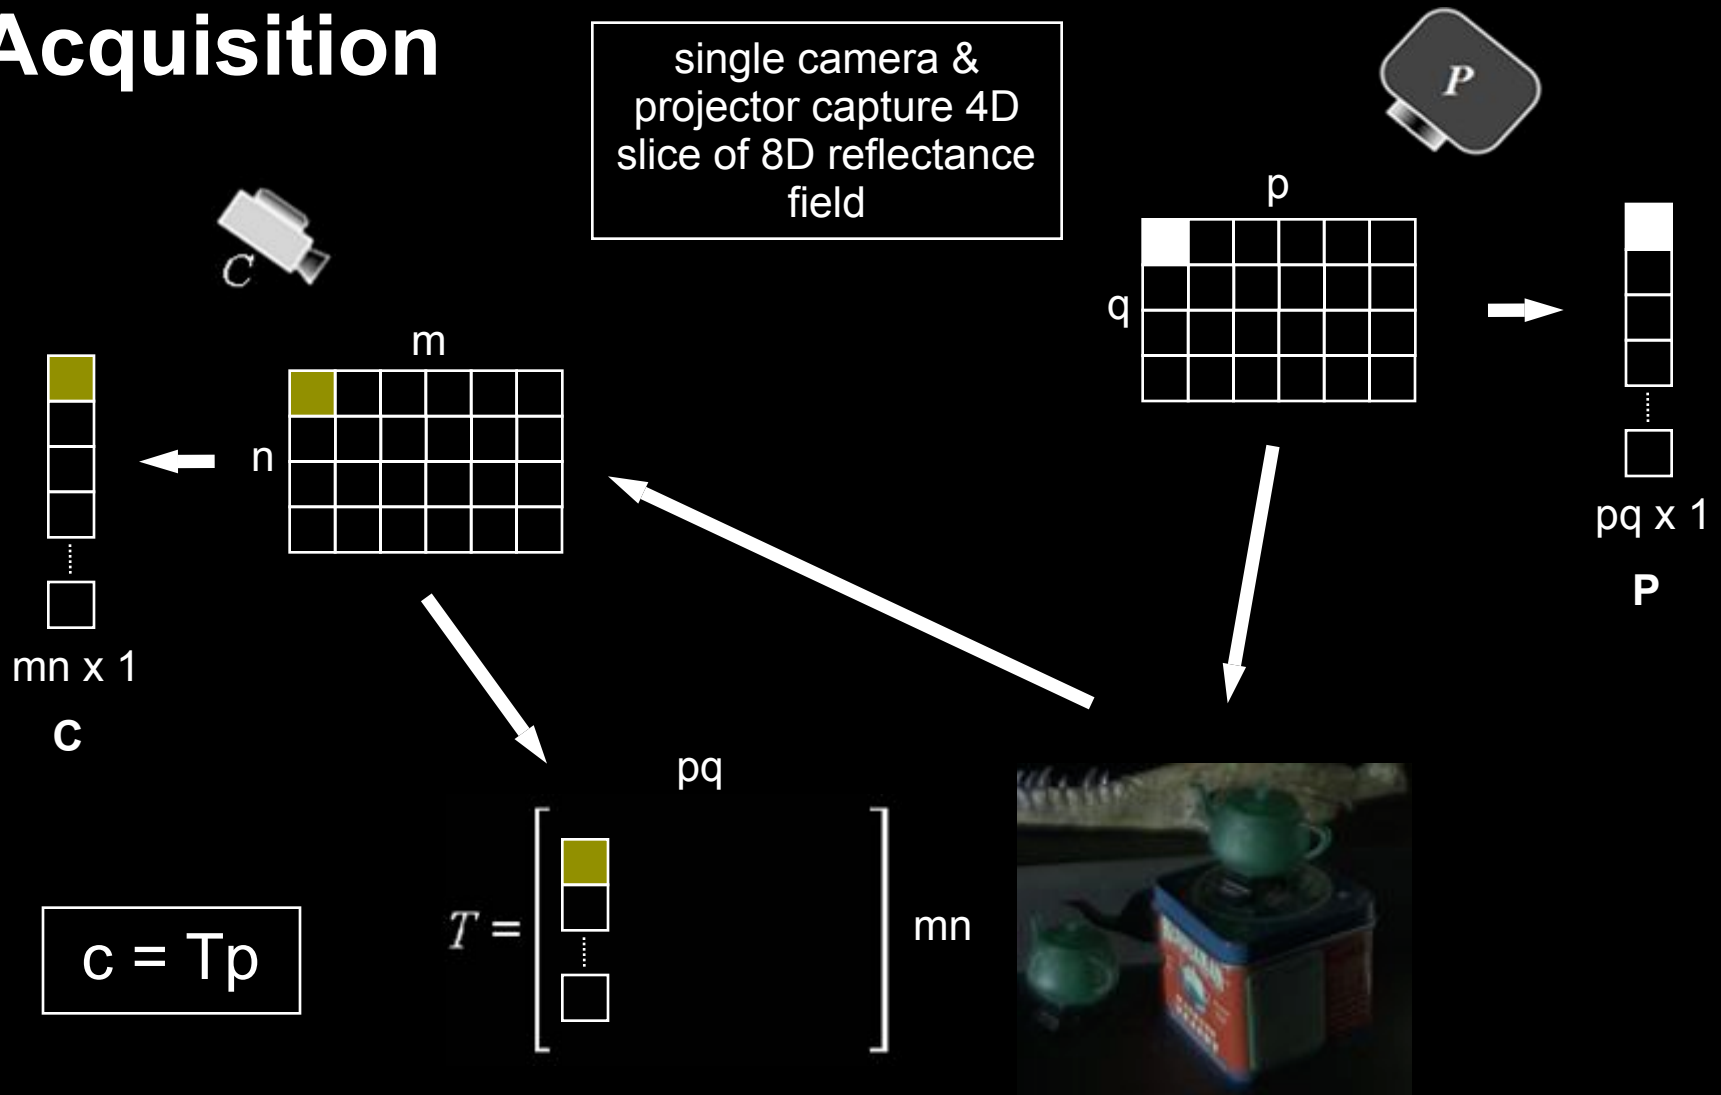 Acquisition
single camera &
projector capture 4D
slice of 8D reflectance
field
P
C
p
q
pq x 1
P
m
n
mn x 1
C
pq
T =
mn
c = Tp